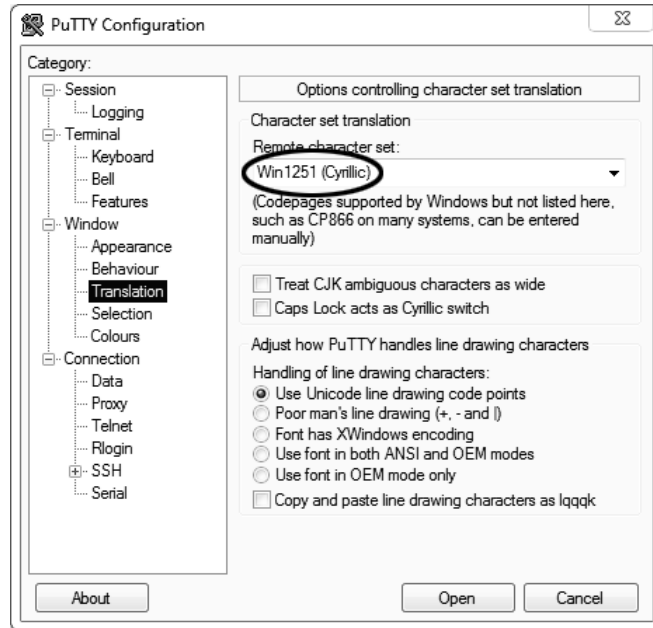 PuTTY Configuration
Category:
Session
Logging
Terminal
Keyboard
Bell
Features
Window
Appearance
Behaviour
Translation
Selection
Colours
Connection
Data
Proxy
Telnet
Rlogin
SSH
Serial
Options controlling character set translation
Character set translation
Remote character set:
Win1251 (Cyrillic)
(Codepages supported by Windows but not listed here,
such as CP866 on many systems, can be entered
manually)
Treat CJK ambiguous characters as wide
Caps Lock acts as Cyrillic switch
Adjust how PuTTY handles line drawing characters
Handling of line drawing characters:
Use Unicode line drawing code points
Poor man's line drawing (+, - and |)
Font has XWindows encoding
Use font in both ANSI and OEM modes
Use font in OEM mode only
Copy and paste line drawing characters as lqqqk
About
Open
Cancel